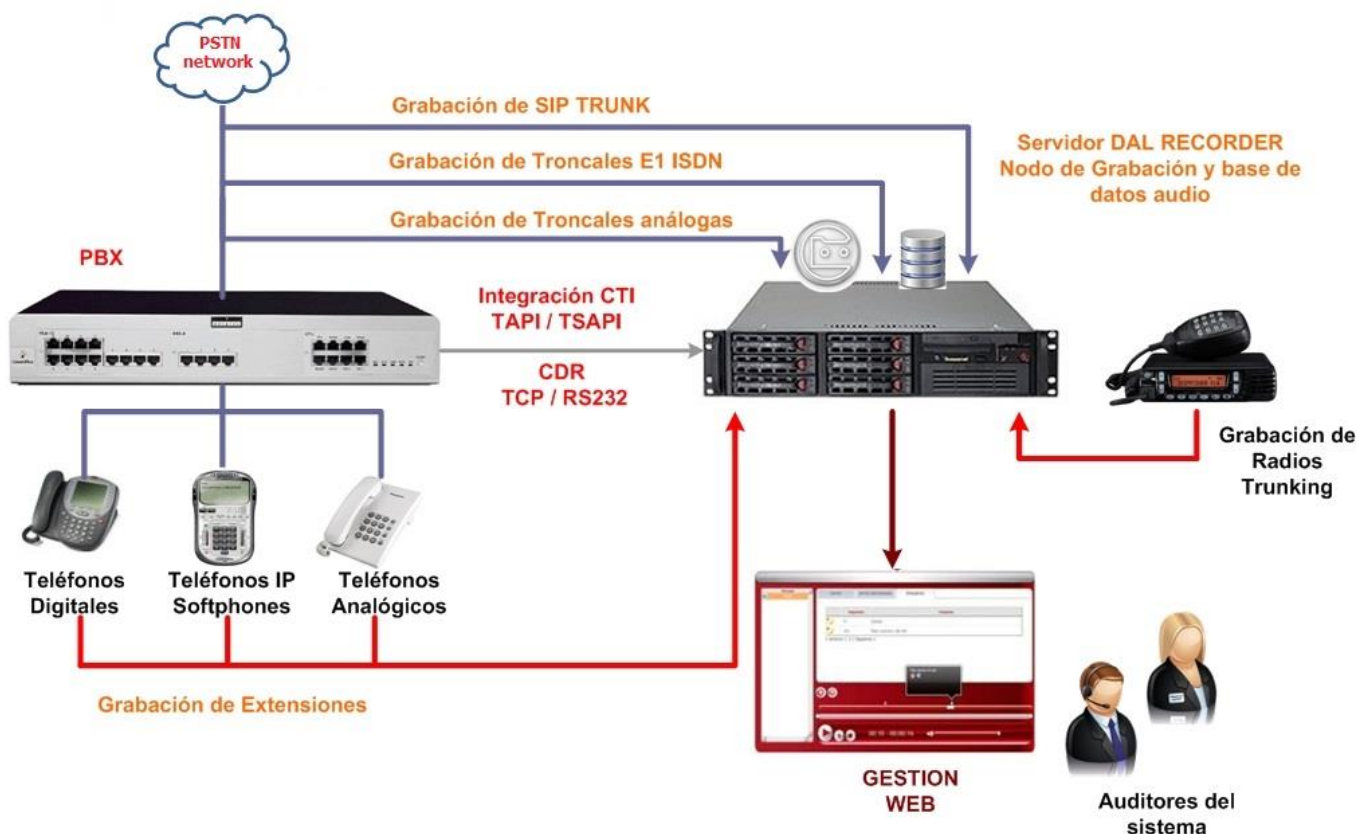 PSTN
network
Grabación de SIP TRUNK
Grabación de Troncales E1 ISDN
Grabación de Troncales análogas
Servidor DAL RECORDER
Nodo de Grabación y base de
datos audio
PBX
Integración CTI
TAPI / TSAPI
CDR
TCP / RS232
Grabación de
Radios
Trunking
Teléfonos
Digitales
Teléfonos IP
Softphones
Teléfonos
Analógicos
Grabación de Extensiones
GESTION
WEB
Auditores del
sistema